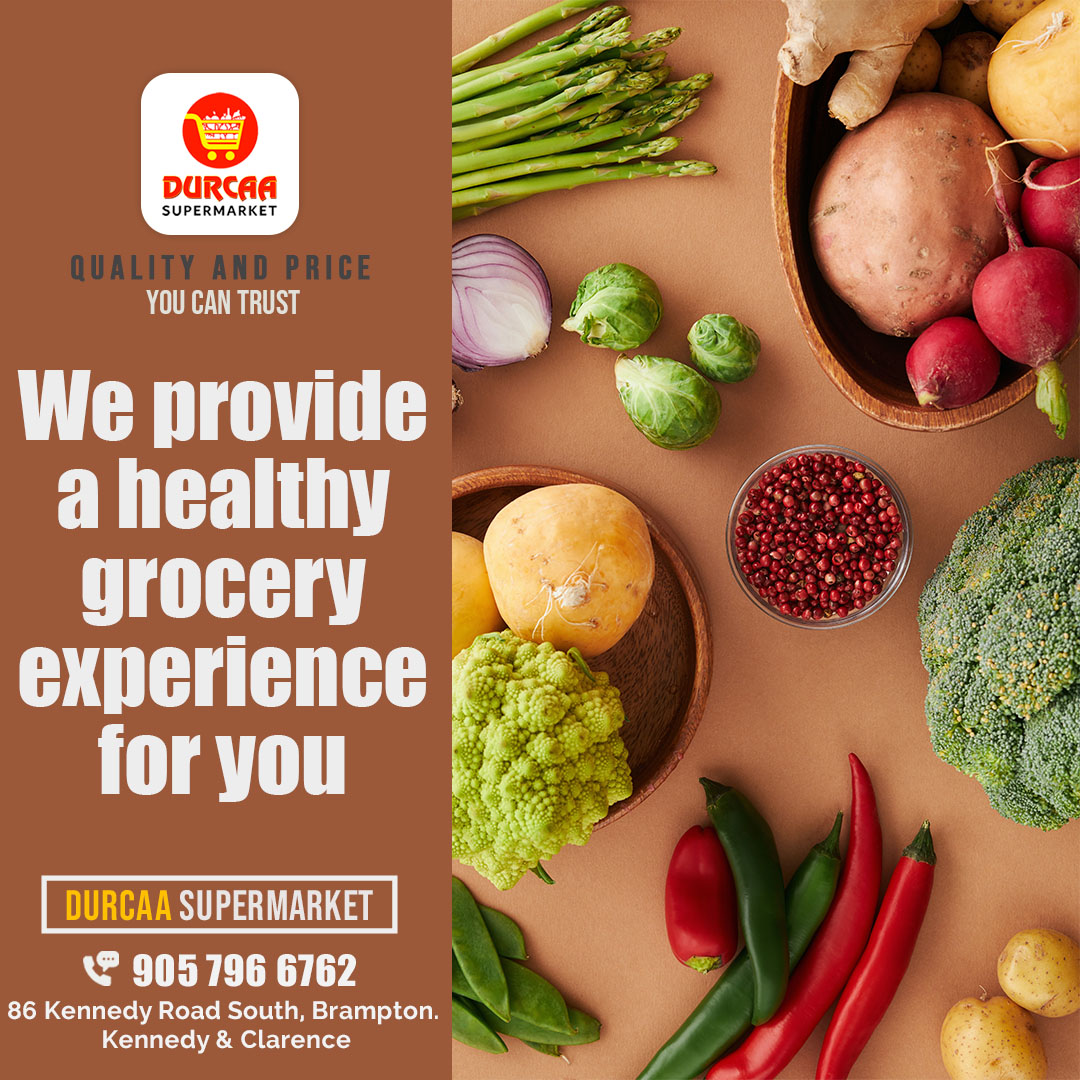 DURCAA
SUPERMARKET
QUALITY AND PRICE
YOU CAN TRUST
We provide
a healthy
grocery
experience
for you
DURCAA SUPERMARKET
905 796 6762
86 Kennedy Road South, Brampton.
Kennedy & Clarence